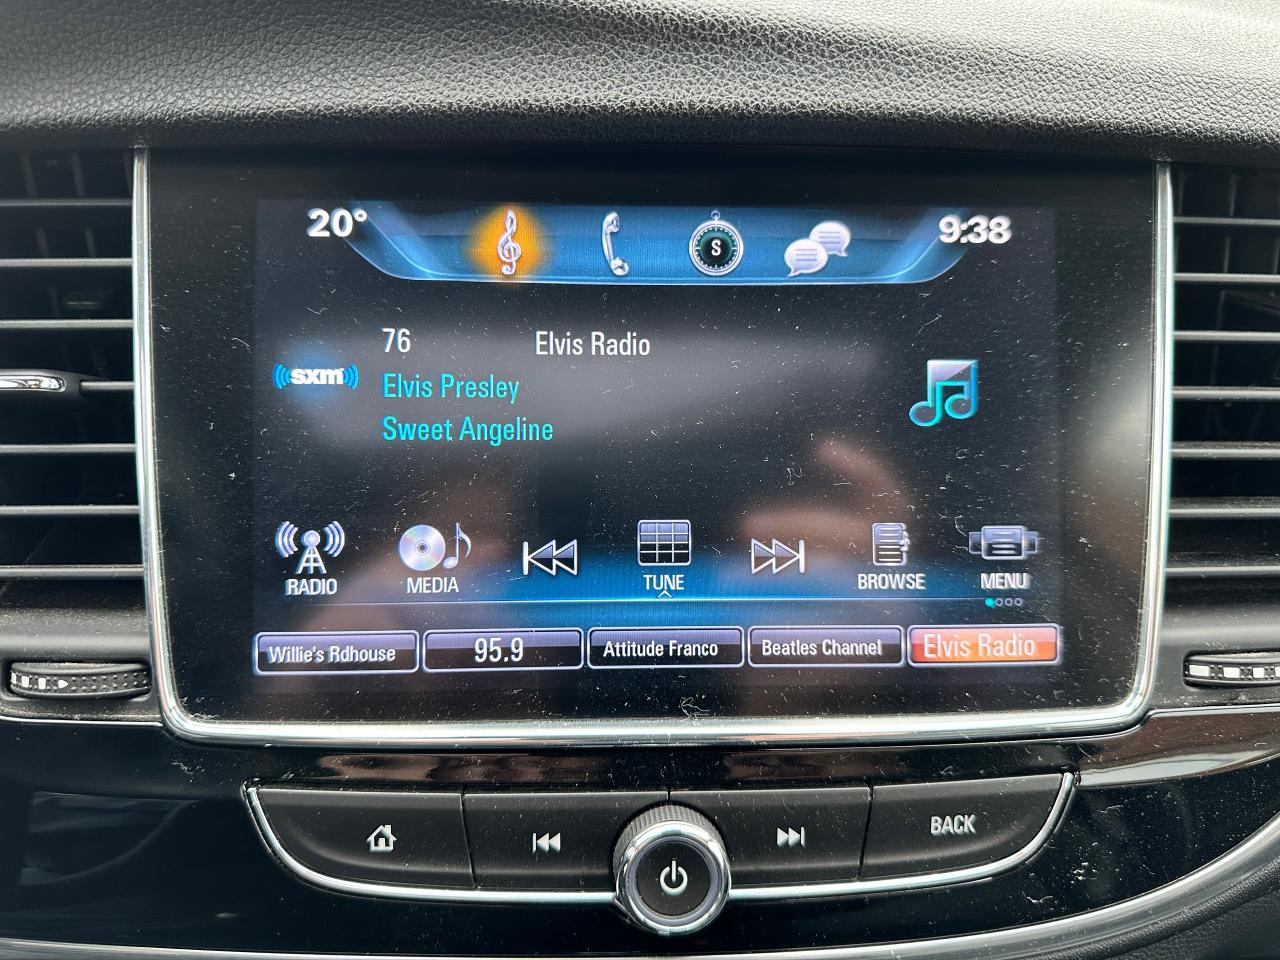 20°
S
9:38
76
Elvis Radio
sxm
Elvis Presley
Sweet Angeline
RADIO
MEDIA
TUNE
BROWSE
MENU
Willie's Rdhouse
95.9
Attitude Franco
Beatles Channel
Elvis Radio
BACK